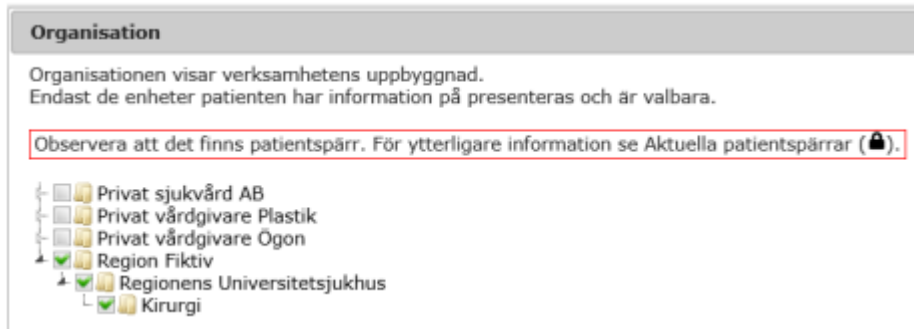 Organisation
Organisationen visar verksamhetens uppbyggnad.
Endast de enheter patienten har information på presenteras och är valbara.
Observera att det finns patientspärr. För ytterligare information se Aktuella patientspärrar (🔒).
Privat sjukvård AB
Privat vårdgivare Plastik
Privat vårdgivare Ögon
Region Fiktiv
Regionens Universitetsjukhus
Kirurgi